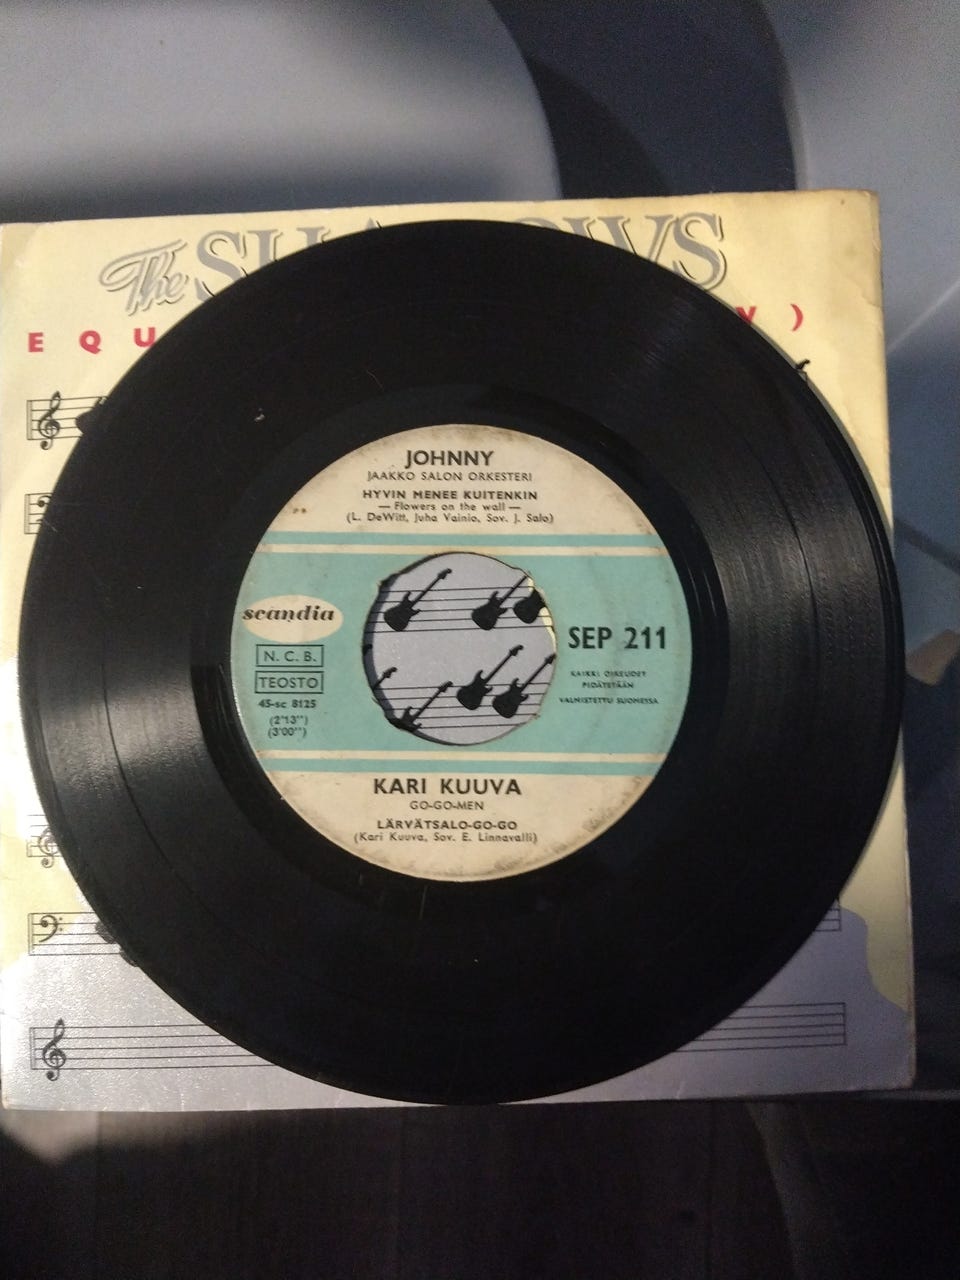 The SHADOWS
EQU V)
JOHNNY
JAAKKO SALON ORKESTERI
HYVIN MENEE KUITENKIN
— Flowers on the wall —
(L. DeWitt, Juha Vainio, Sov. J. Salo)
scandia
N. C. B.
TEOSTO
45-sc 8125
(2'13'')
(3'00'')
SEP 211
KAIKKI OIKEUDET
PIDÄTETÄÄN
VALMISTETTU SUOMESSA
KARI KUUVA
GO-GO-MEN
LÄRVÄTSALO-GO-GO
(Kari Kuuva, Sov. E. Linnavalli)